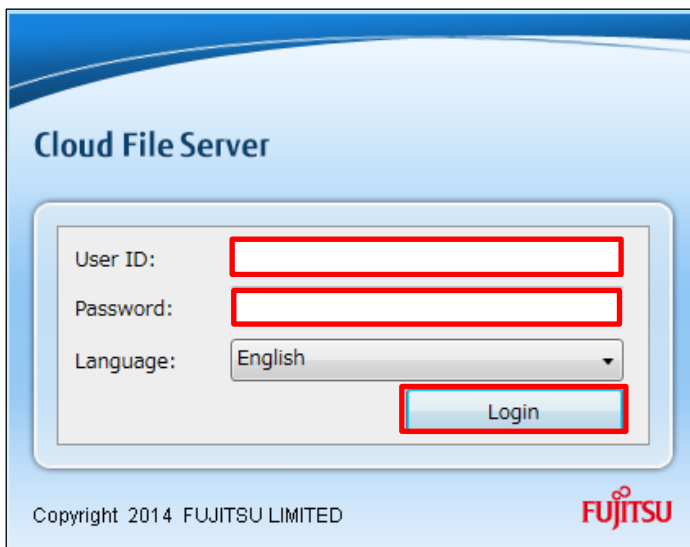 Cloud File Server
User ID:
Password:
Language: English
Login
Copyright 2014 FUJITSU LIMITED
FUJITSU